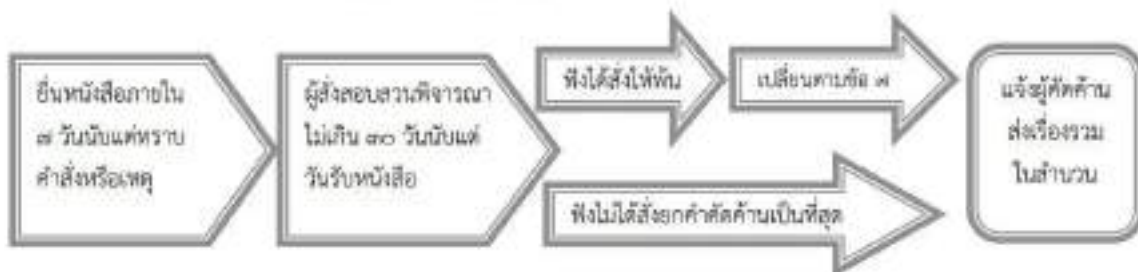 ยื่นหนังสือภายใน
๗ วันนับแต่ทราบ
คำสั่งหรือเหตุ
ผู้สั่งสอบสวนพิจารณา
ไม่เกิน ๓๐ วันนับแต่
วันรับหนังสือ
ฟังได้สั่งให้พ้น
เปลี่ยนตามข้อ ๗
ฟังไม่ได้สั่งยกคำคัดค้านเป็นที่สุด
แจ้งผู้คัดค้าน
ส่งเรื่องรวม
ในสำนวน